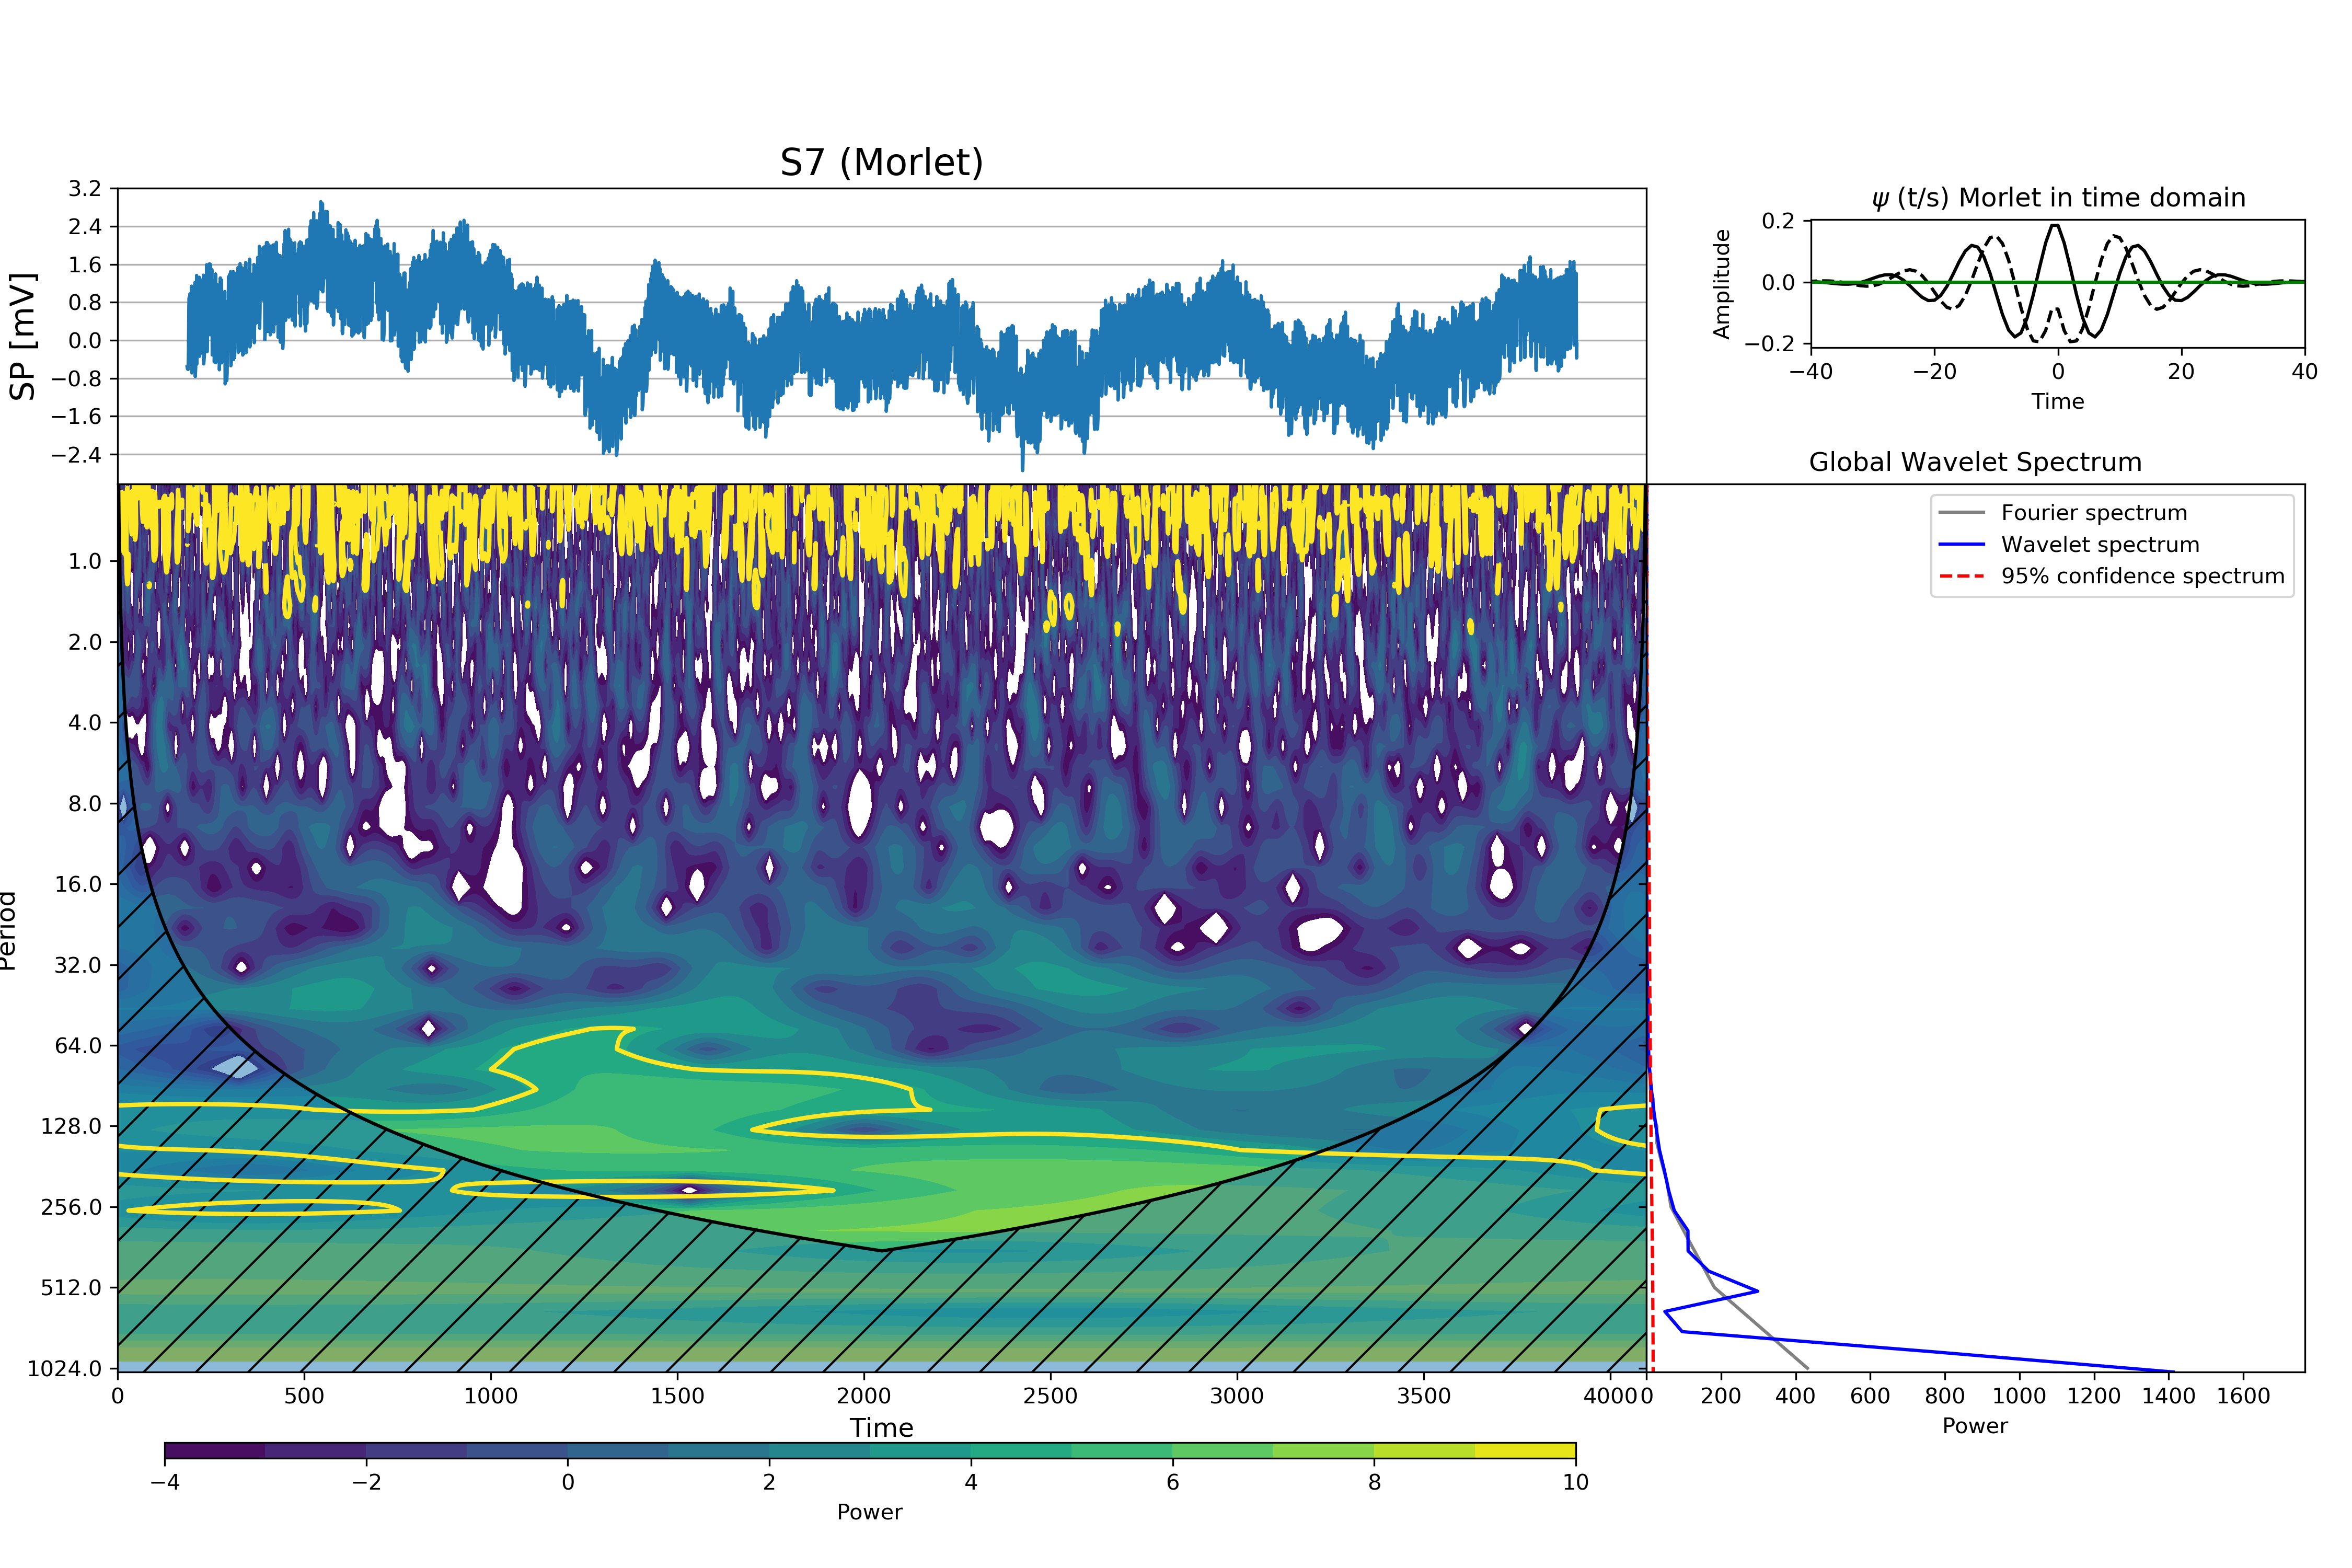 S7 (Morlet)
3.2
2.4
1.6
0.8
0.0
−0.8
−1.6
−2.4
SP [mV]
ψ (t/s) Morlet in time domain
0.2
0.0
−0.2
Amplitude
−40 −20 0 20 40
Time
Global Wavelet Spectrum
Fourier spectrum
Wavelet spectrum
95% confidence spectrum
1.0
2.0
4.0
8.0
16.0
32.0
64.0
128.0
256.0
512.0
1024.0
Period
0 500 1000 1500 2000 2500 3000 3500 4000
Time
0 200 400 600 800 1000 1200 1400 1600
Power
−4 −2 0 2 4 6 8 10
Power